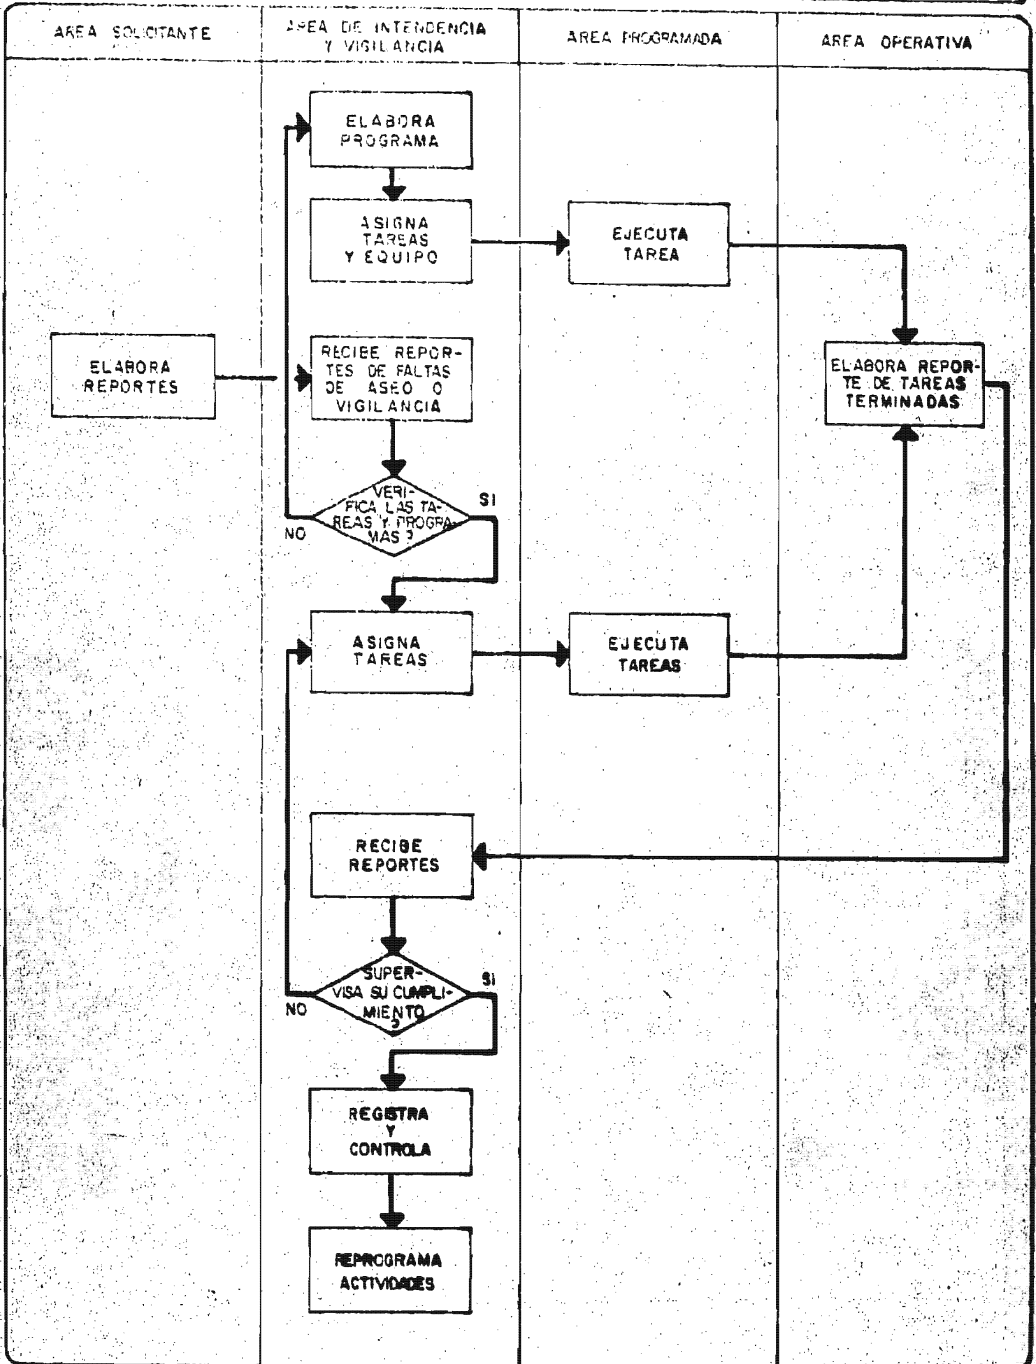 AREA SOLICITANTE
AREA DE INTENDENCIA
Y VIGILANCIA
AREA PROGRAMADA
AREA OPERATIVA
ELABORA
PROGRAMA
ASIGNA
TAREAS
Y EQUIPO
EJECUTA
TAREA
ELABORA
REPORTES
RECIBE REPOR-
TES DE FALTAS
DE ASEO O
VIGILANCIA
ELABORA REPOR-
TE DE TAREAS
TERMINADAS
VERI-
FICA LAS TA-
REAS Y PROGRA-
MAS ?
SI
NO
ASIGNA
TAREAS
EJECUTA
TAREAS
RECIBE
REPORTES
SUPER-
VISA SU CUMPLI-
MIENTO
?
SI
NO
REGISTRA
Y
CONTROLA
REPROGRAMA
ACTIVIDADES